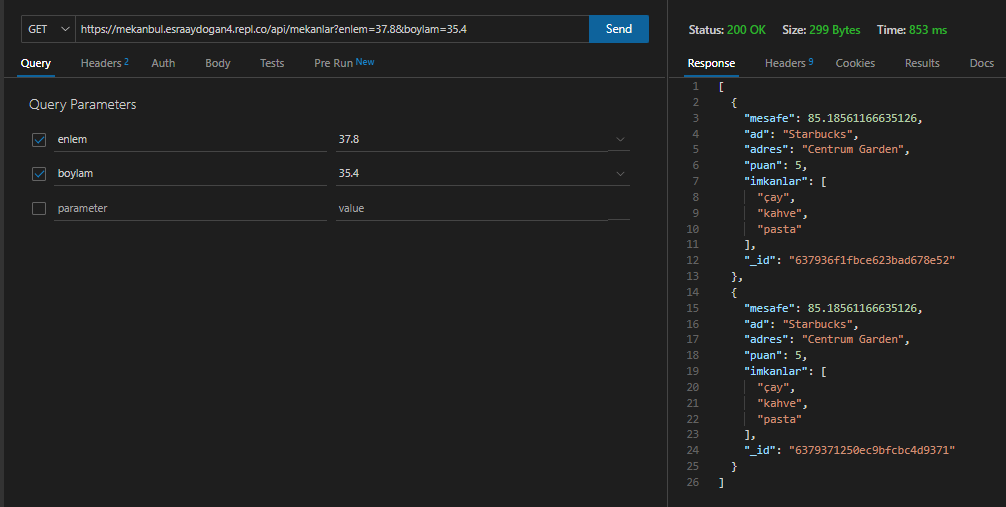 GET https://mekanbul.esraaydogan4.repl.co/api/mekanlar?enlem=37.8&boylam=35.4 Send
Query Headers 2 Auth Body Tests Pre Run New
Query Parameters
enlem 37.8
boylam 35.4
parameter value
Status: 200 OK Size: 299 Bytes Time: 853 ms
Response Headers 9 Cookies Results Docs
1 [
2 {
3 "mesafe": 85.18561166635126,
4 "ad": "Starbucks",
5 "adres": "Centrum Garden",
6 "puan": 5,
7 "imkanlar": [
8 "çay",
9 "kahve",
10 "pasta"
11 ],
12 "_id": "637936f1fbce623bad678e52"
13 },
14 {
15 "mesafe": 85.18561166635126,
16 "ad": "Starbucks",
17 "adres": "Centrum Garden",
18 "puan": 5,
19 "imkanlar": [
20 "çay",
21 "kahve",
22 "pasta"
23 ],
24 "_id": "6379371250ec9bfcbc4d9371"
25 }
26 ]